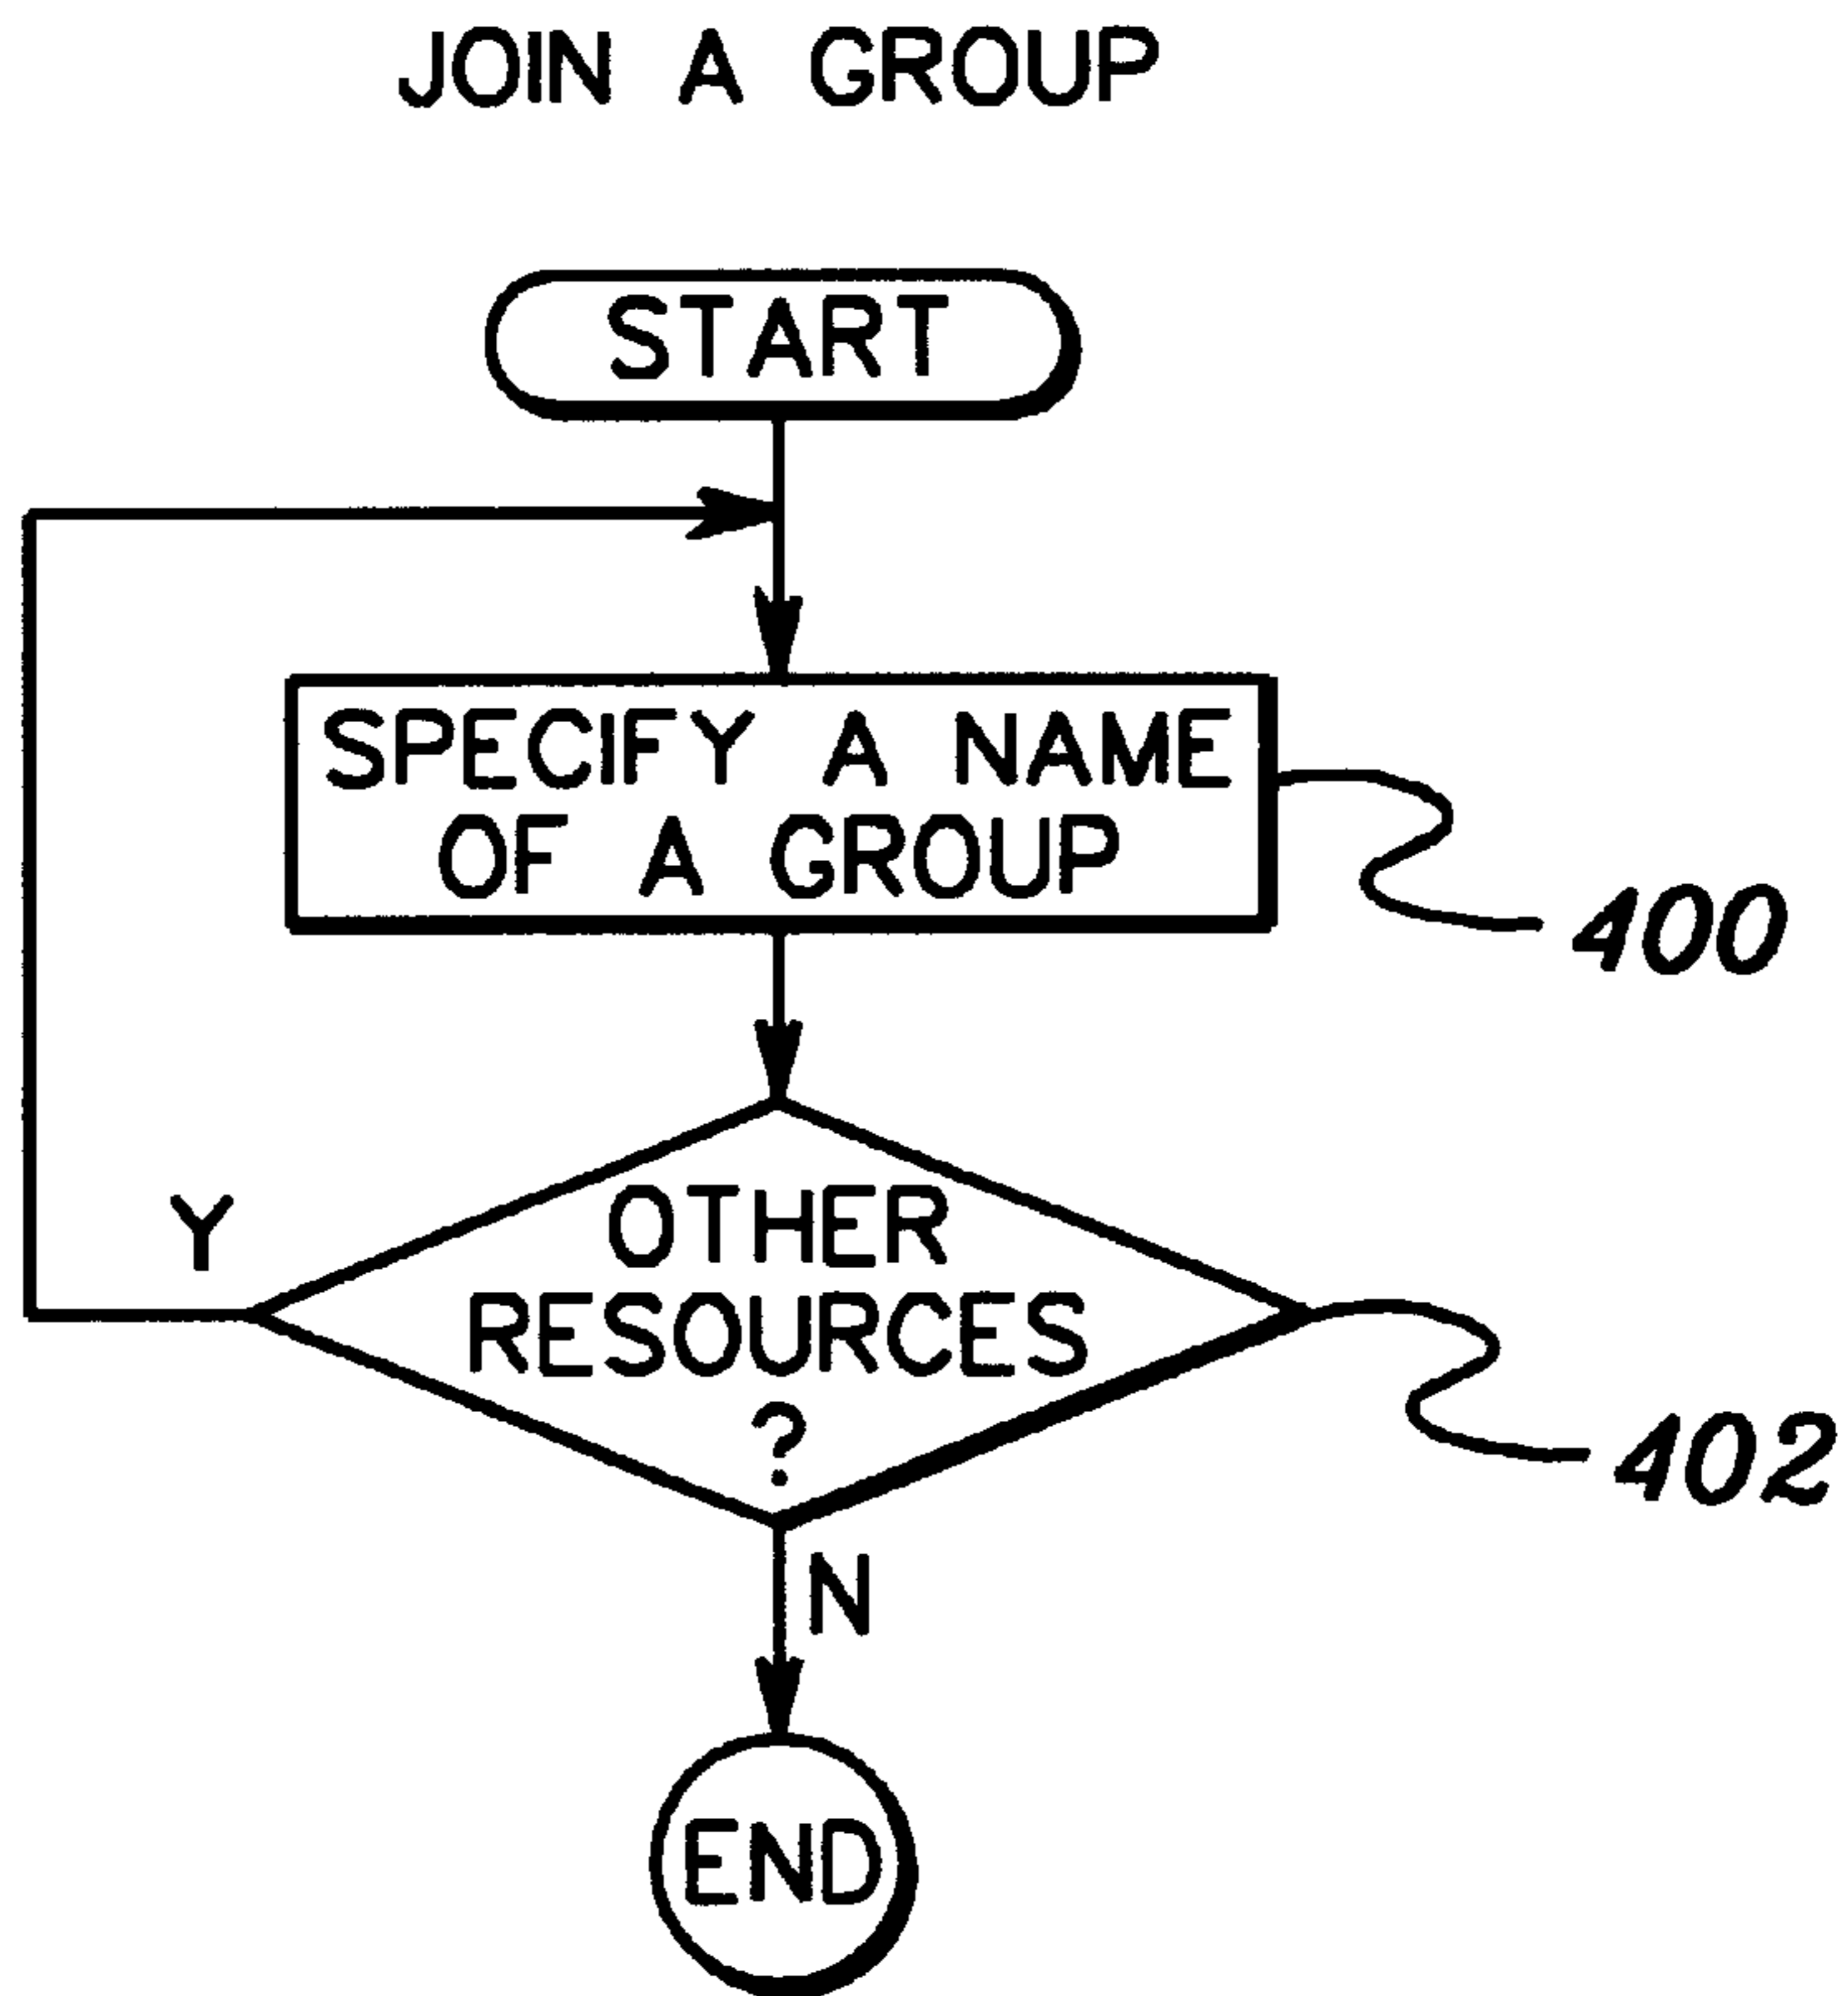 JOIN A GROUP
START
SPECIFY A NAME
OF A GROUP
400
OTHER
RESOURCES
?
402
Y
N
END